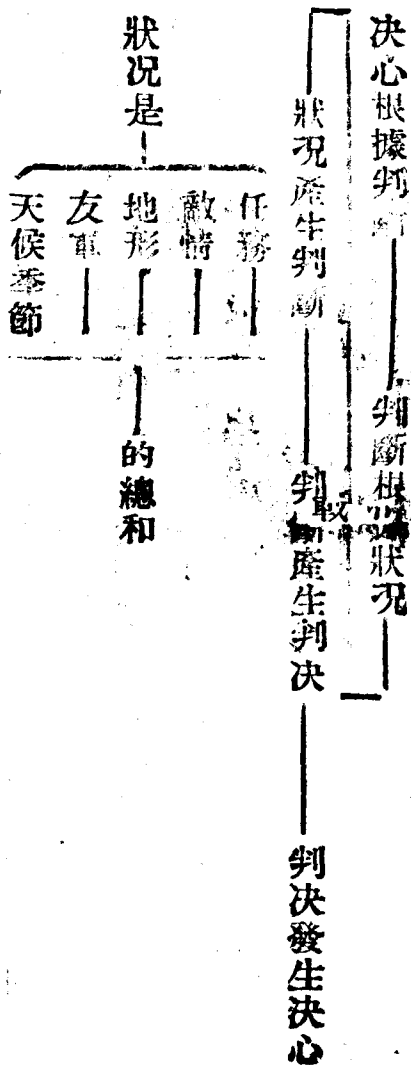 決心根據判斷 判斷根據狀況
狀況產生判斷 判斷產生判決 判決發生決心
狀况是
任務
敵情
地形
友軍
天候季節
的總和